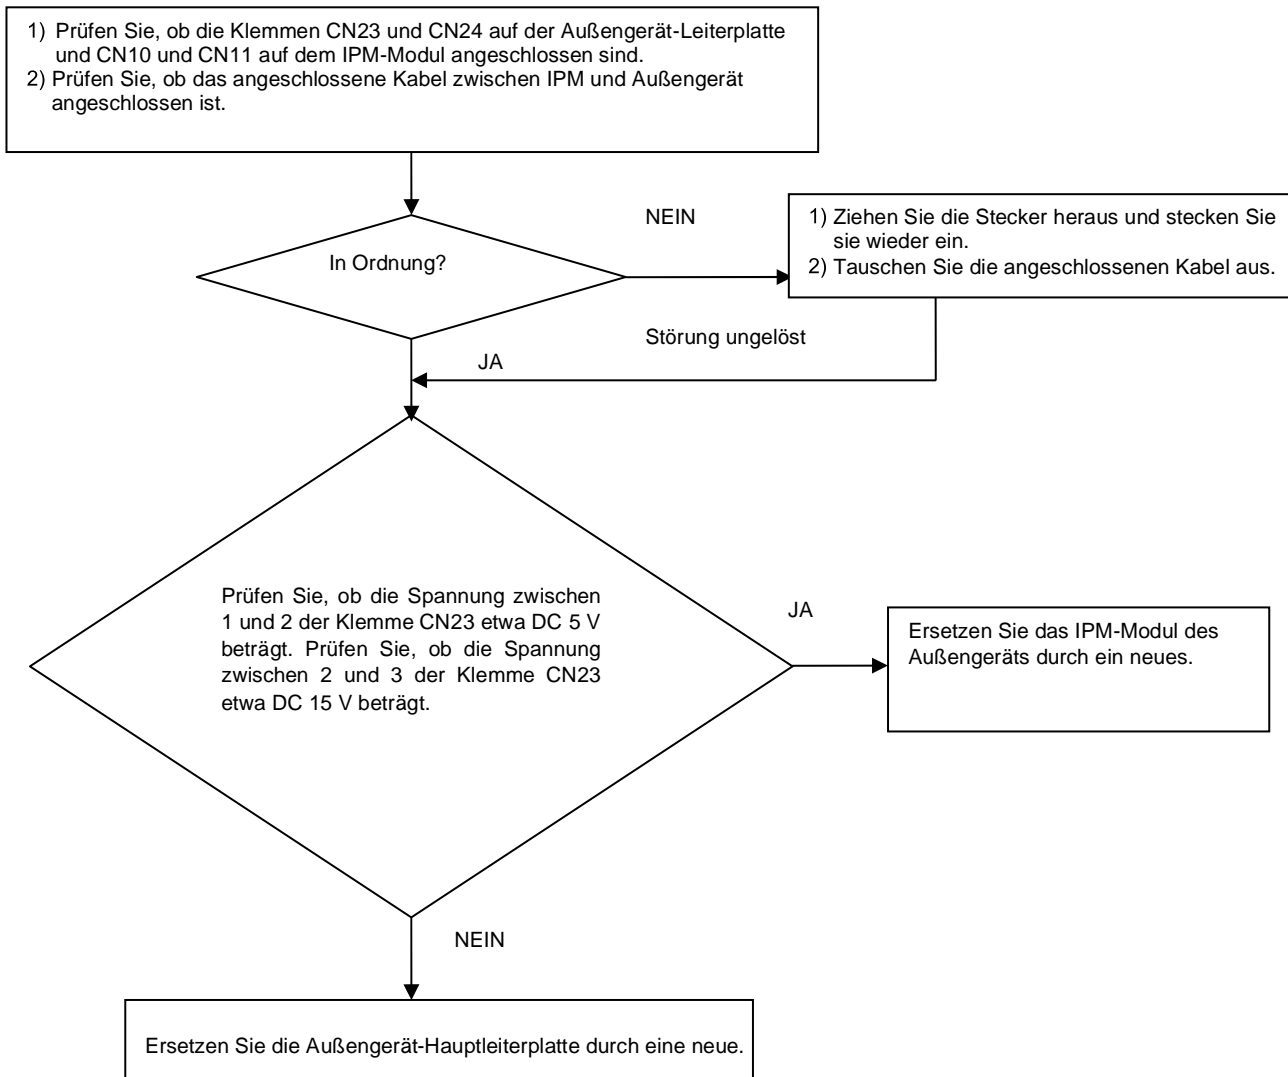 1) Prüfen Sie, ob die Klemmen CN23 und CN24 auf der Außengerät-Leiterplatte
und CN10 und CN11 auf dem IPM-Modul angeschlossen sind.
2) Prüfen Sie, ob das angeschlossene Kabel zwischen IPM und Außengerät
angeschlossen ist.
NEIN
1) Ziehen Sie die Stecker heraus und stecken Sie
sie wieder ein.
2) Tauschen Sie die angeschlossenen Kabel aus.
In Ordnung?
Störung ungelöst
JA
Prüfen Sie, ob die Spannung zwischen
1 und 2 der Klemme CN23 etwa DC 5 V
beträgt. Prüfen Sie, ob die Spannung
zwischen 2 und 3 der Klemme CN23
etwa DC 15 V beträgt.
JA
Ersetzen Sie das IPM-Modul des
Außengeräts durch ein neues.
NEIN
Ersetzen Sie die Außengerät-Hauptleiterplatte durch eine neue.